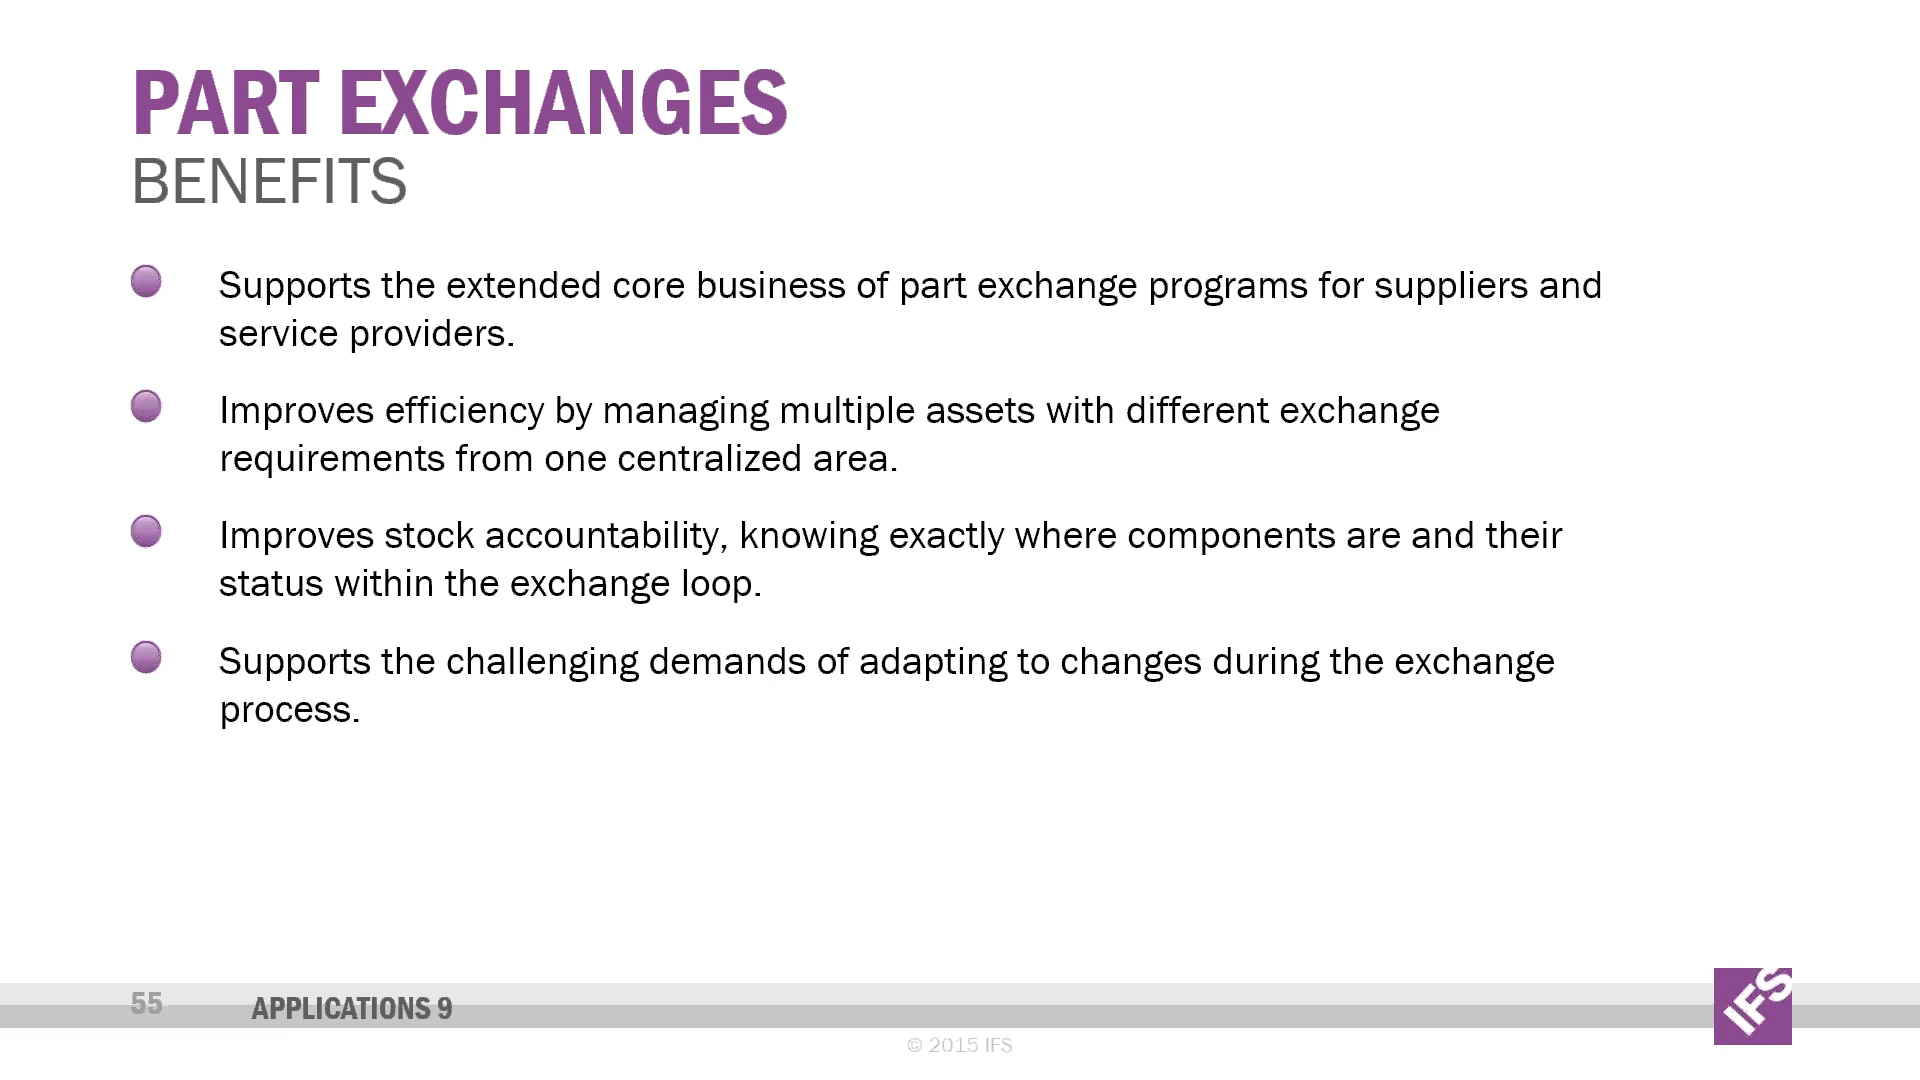 PART EXCHANGES
BENEFITS
Supports the extended core business of part exchange programs for suppliers and
service providers.
Improves efficiency by managing multiple assets with different exchange
requirements from one centralized area.
Improves stock accountability, knowing exactly where components are and their
status within the exchange loop.
Supports the challenging demands of adapting to changes during the exchange
process.
55
APPLICATIONS 9
IFS
© 2015 IFS